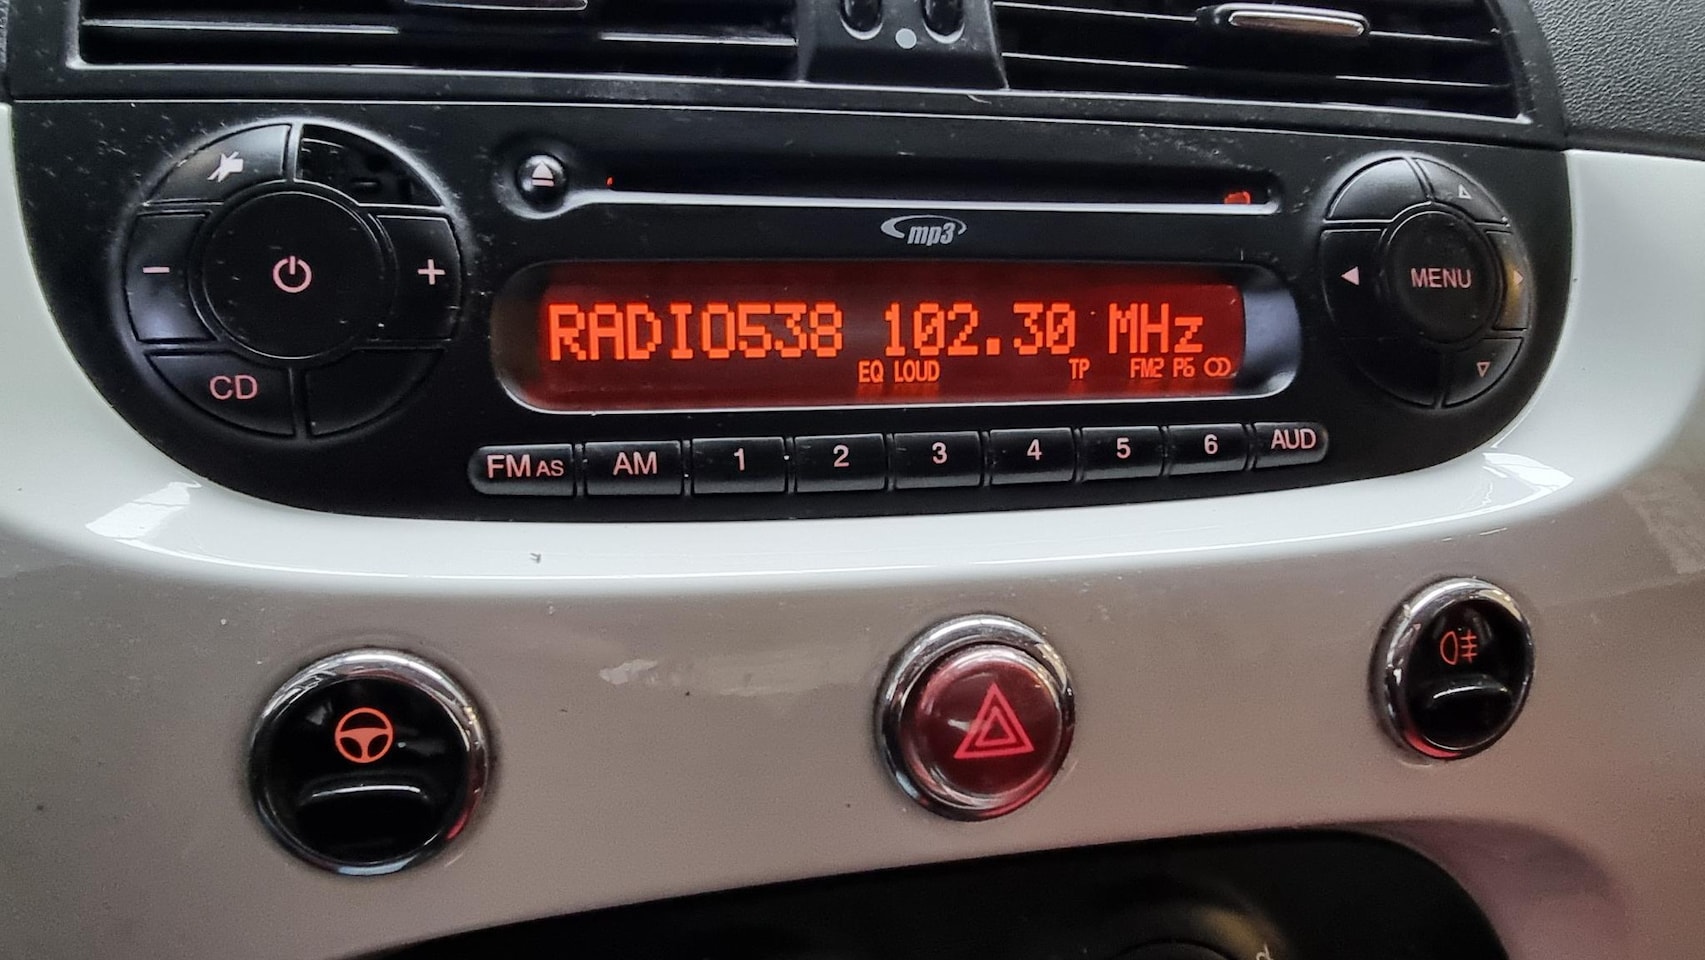 mp3
RADIO538 102.30 MHz
EQ LOUD TP FM2 P6
MENU
CD
FM AS AM 1 2 3 4 5 6 AUD